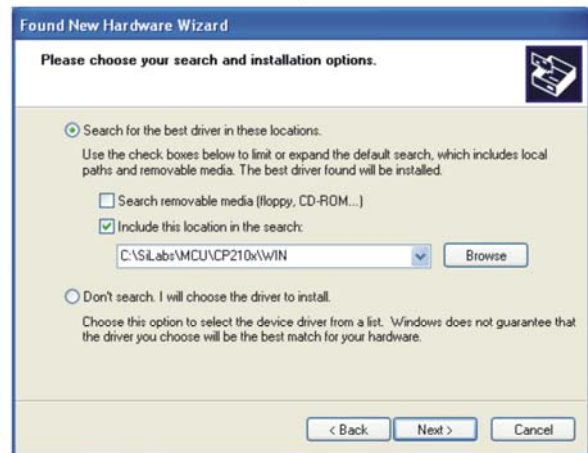 Found New Hardware Wizard
Please choose your search and installation options.
Search for the best driver in these locations.
Use the check boxes below to limit or expand the default search, which includes local
paths and removable media. The best driver found will be installed.
Search removable media (floppy, CD-ROM...)
Include this location in the search:
C:\SiLabs\MCU\CP210x\WIN
Browse
Don't search. I will choose the driver to install.
Choose this option to select the device driver from a list. Windows does not guarantee that
the driver you choose will be the best match for your hardware.
< Back Next > Cancel